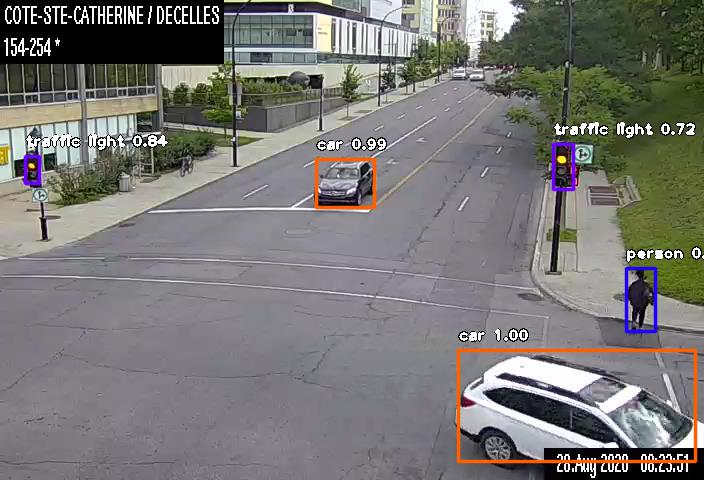 COTE-STE-CATHERINE / DECELLES
154-254 *
traffic light 0.72
traffic light 0.84
car 0.99
person 0.
car 1.00
28.Aug 2020 08:23:51